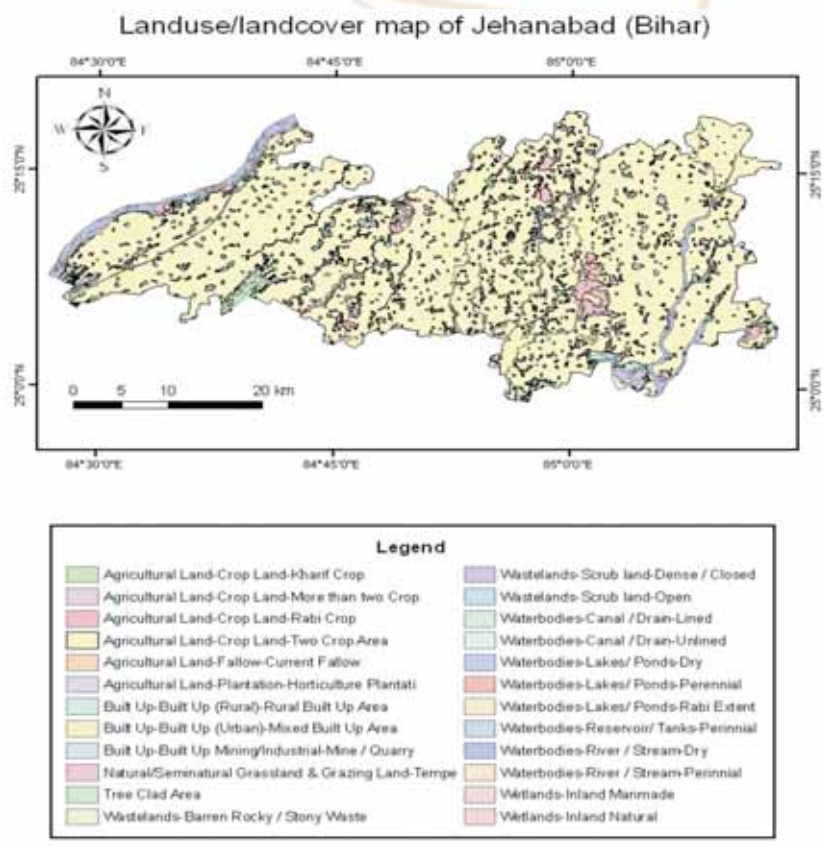 Landuse/landcover map of Jehanabad (Bihar)
84°30'0"E 84°45'0"E 85°0'0"E
N
W E
S
25°15'0"N 25°15'0"N
25°0'0"N 25°0'0"N
0 5 10 20 km
84°30'0"E 84°45'0"E 85°0'0"E
Legend
Agricultural Land-Crop Land-Kharif Crop
Agricultural Land-Crop Land-More than two Crop
Agricultural Land-Crop Land-Rabi Crop
Agricultural Land-Crop Land-Two Crop Area
Agricultural Land-Fallow-Current Fallow
Agricultural Land-Plantation-Horticulture Plantati
Built Up-Built Up (Rural)-Rural Built Up Area
Built Up-Built Up (Urban)-Mixed Built Up Area
Built Up-Built Up Mining/Industrial-Mine / Quarry
Natural/Seminatural Grassland & Grazing Land-Tempe
Tree Clad Area
Wastelands-Barren Rocky / Stony Waste
Wastelands-Scrub land-Dense / Closed
Wastelands-Scrub land-Open
Waterbodies-Canal / Drain-Lined
Waterbodies-Canal / Drain-Unlined
Waterbodies-Lakes/ Ponds-Dry
Waterbodies-Lakes/ Ponds-Perennial
Waterbodies-Lakes/ Ponds-Rabi Extent
Waterbodies-Reservoir/ Tanks-Perinnial
Waterbodies-River / Stream-Dry
Waterbodies-River / Stream-Perinnial
Wetlands-Inland Manmade
Wetlands-Inland Natural